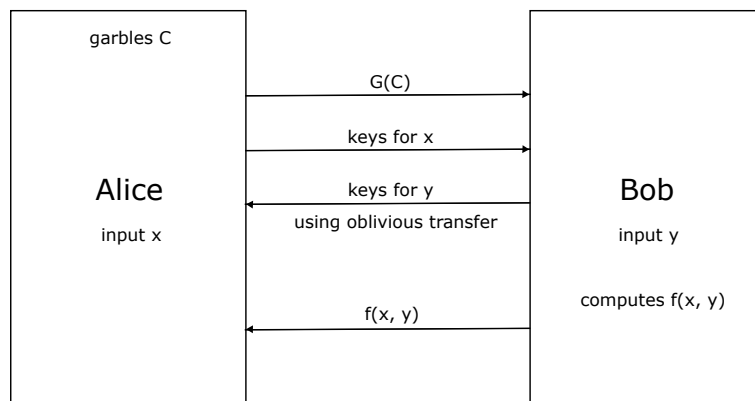 garbles C
G(C)
keys for x
Alice
keys for y
Bob
input x
using oblivious transfer
input y
computes f(x, y)
f(x, y)